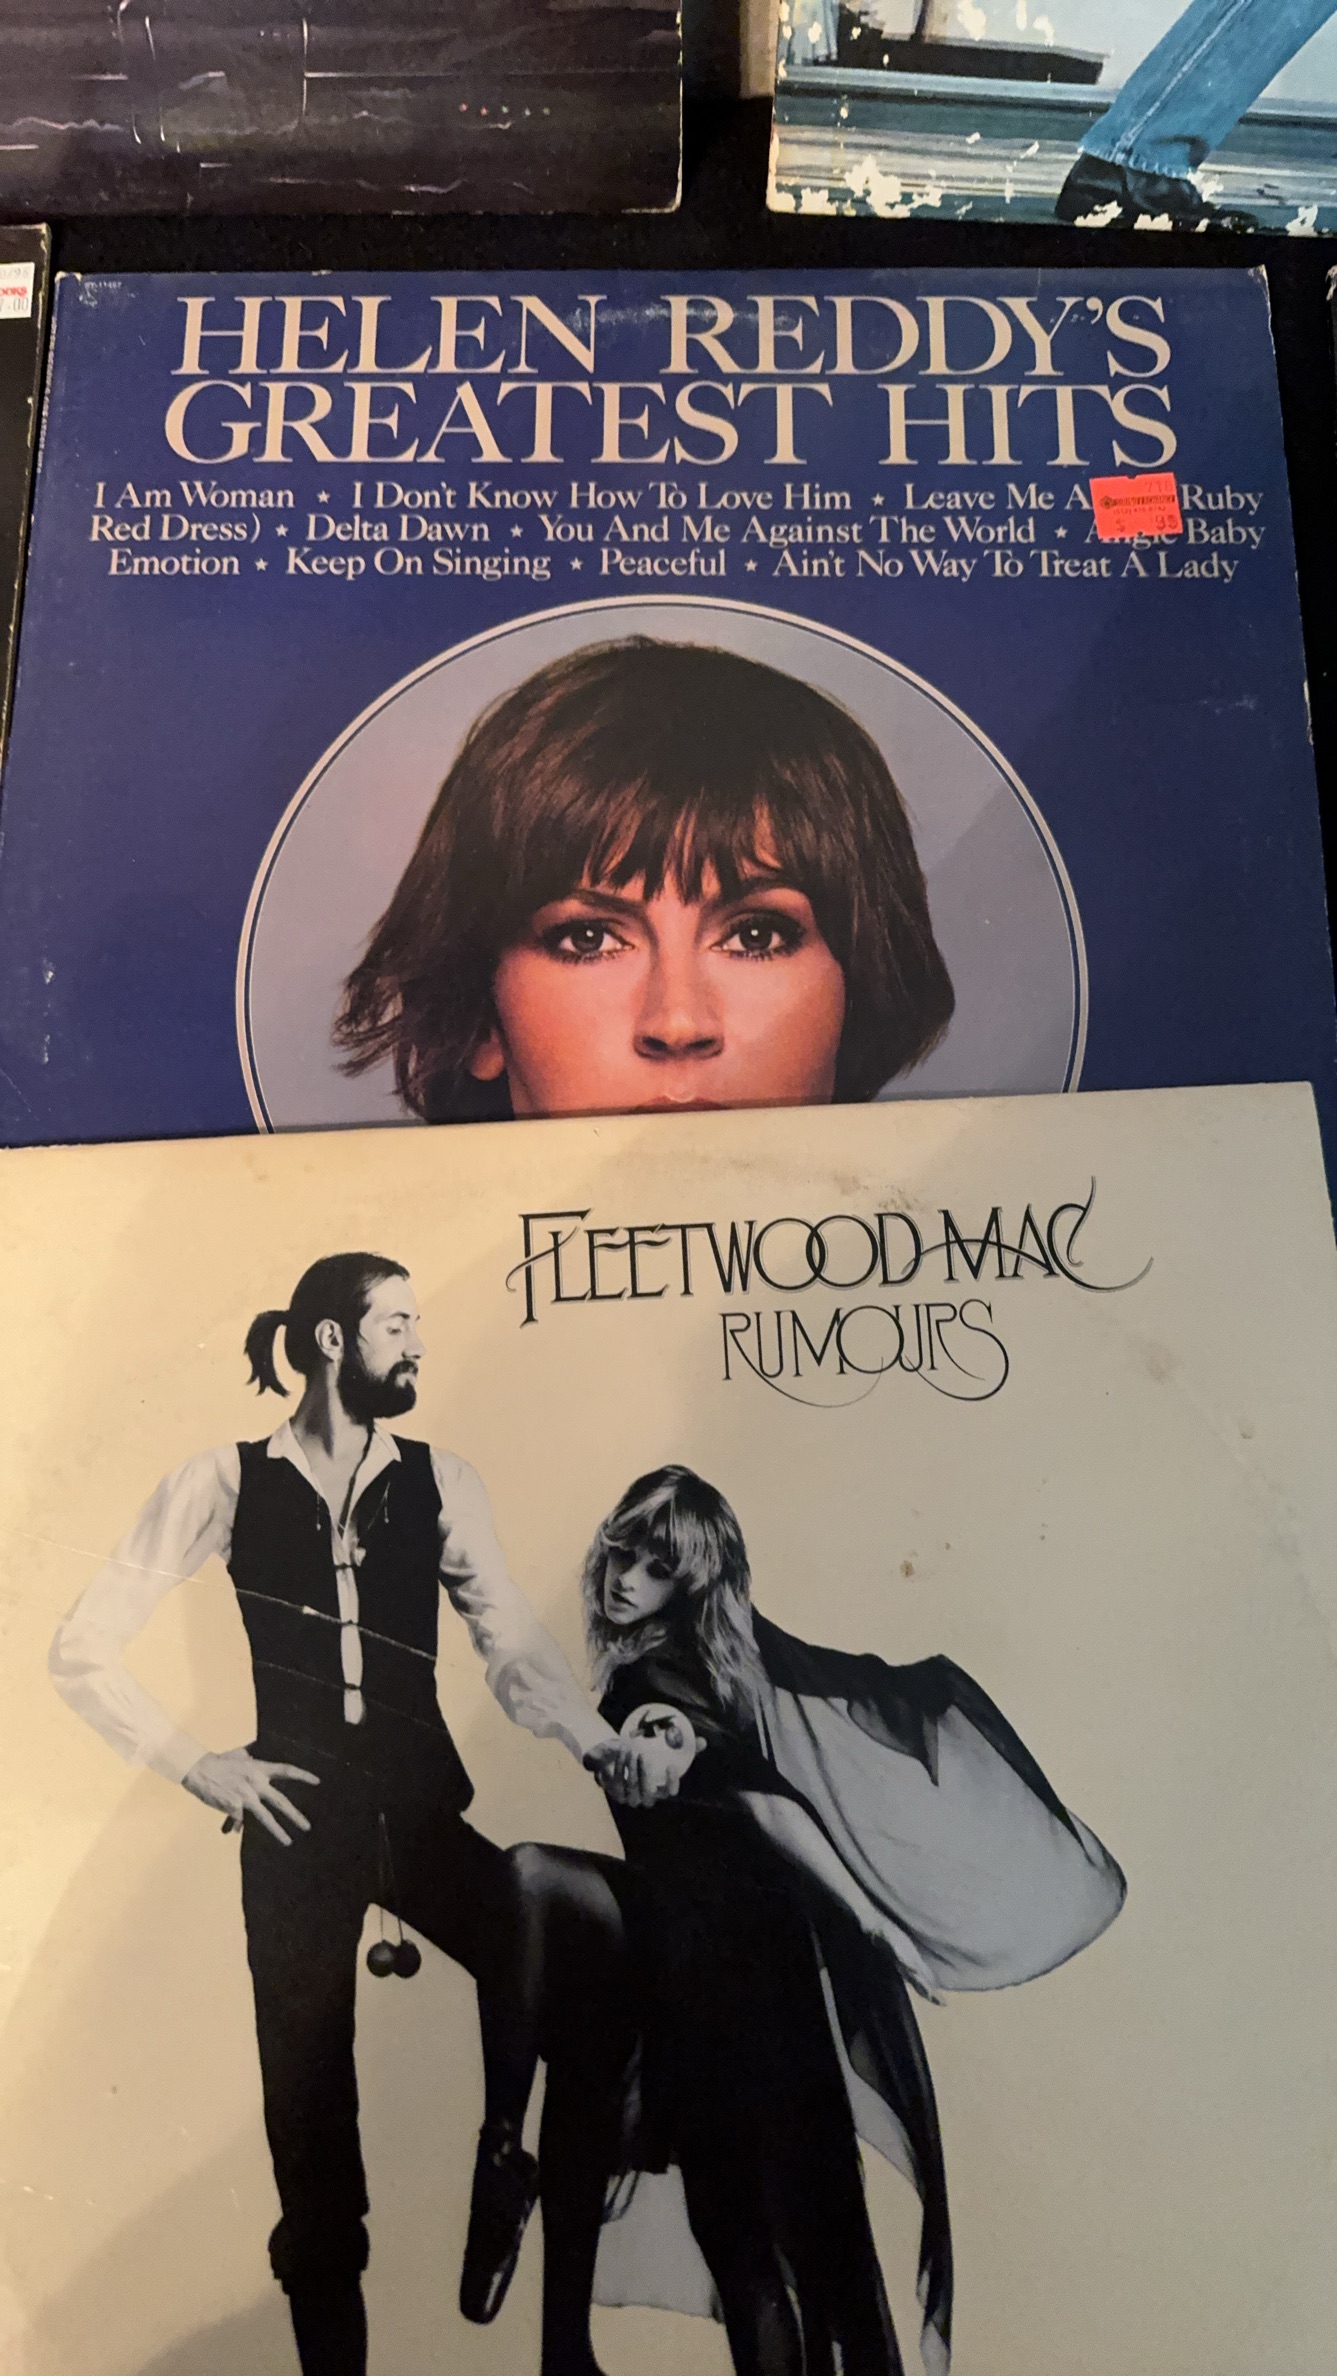 HELEN REDDY'S
GREATEST HITS
I Am Woman ★ I Don't Know How To Love Him ★ Leave Me A Ruby
Red Dress) ★ Delta Dawn ★ You And Me Against The World ★ Angie Baby
Emotion ★ Keep On Singing ★ Peaceful ★ Ain't No Way To Treat A Lady
FLEETWOOD MAC
RUMOURS